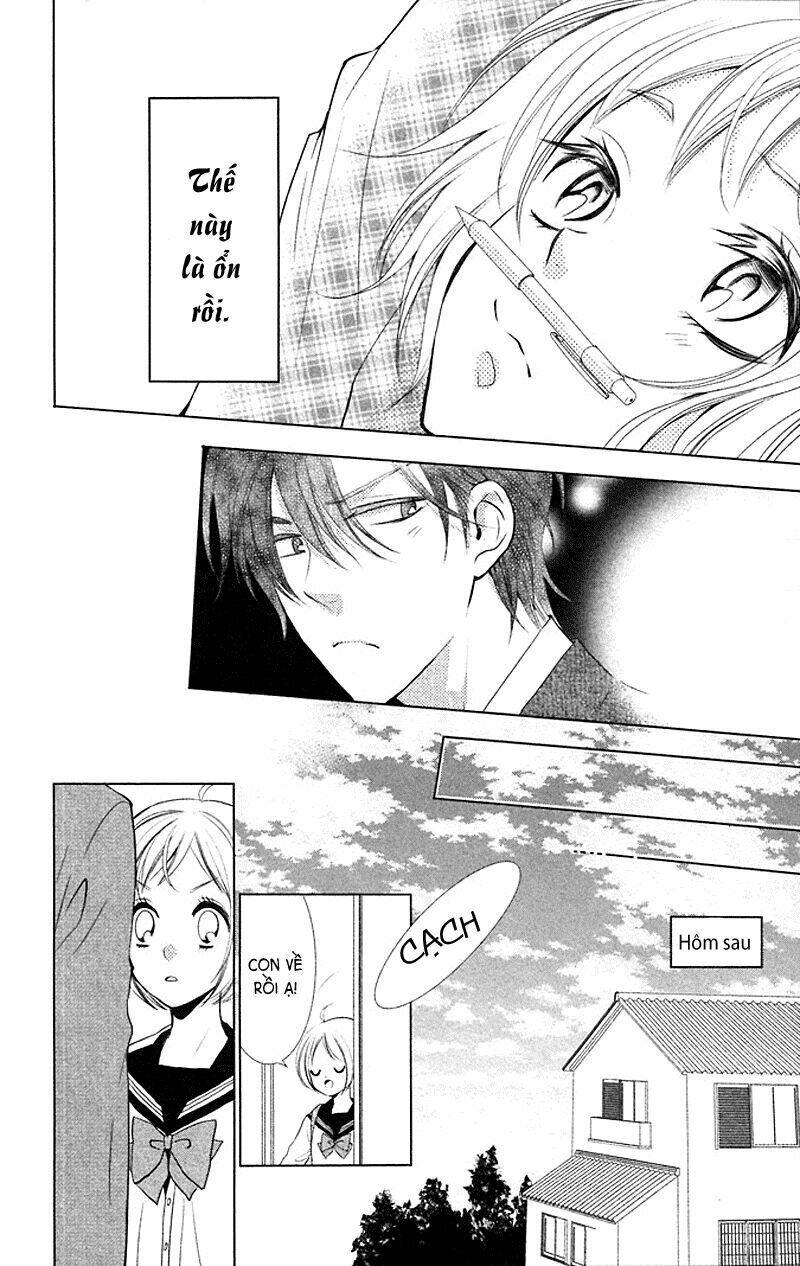 Thế
này
là ổn
rồi.
Hôm sau
CẠCH
CON VỀ
RỒI Ạ!